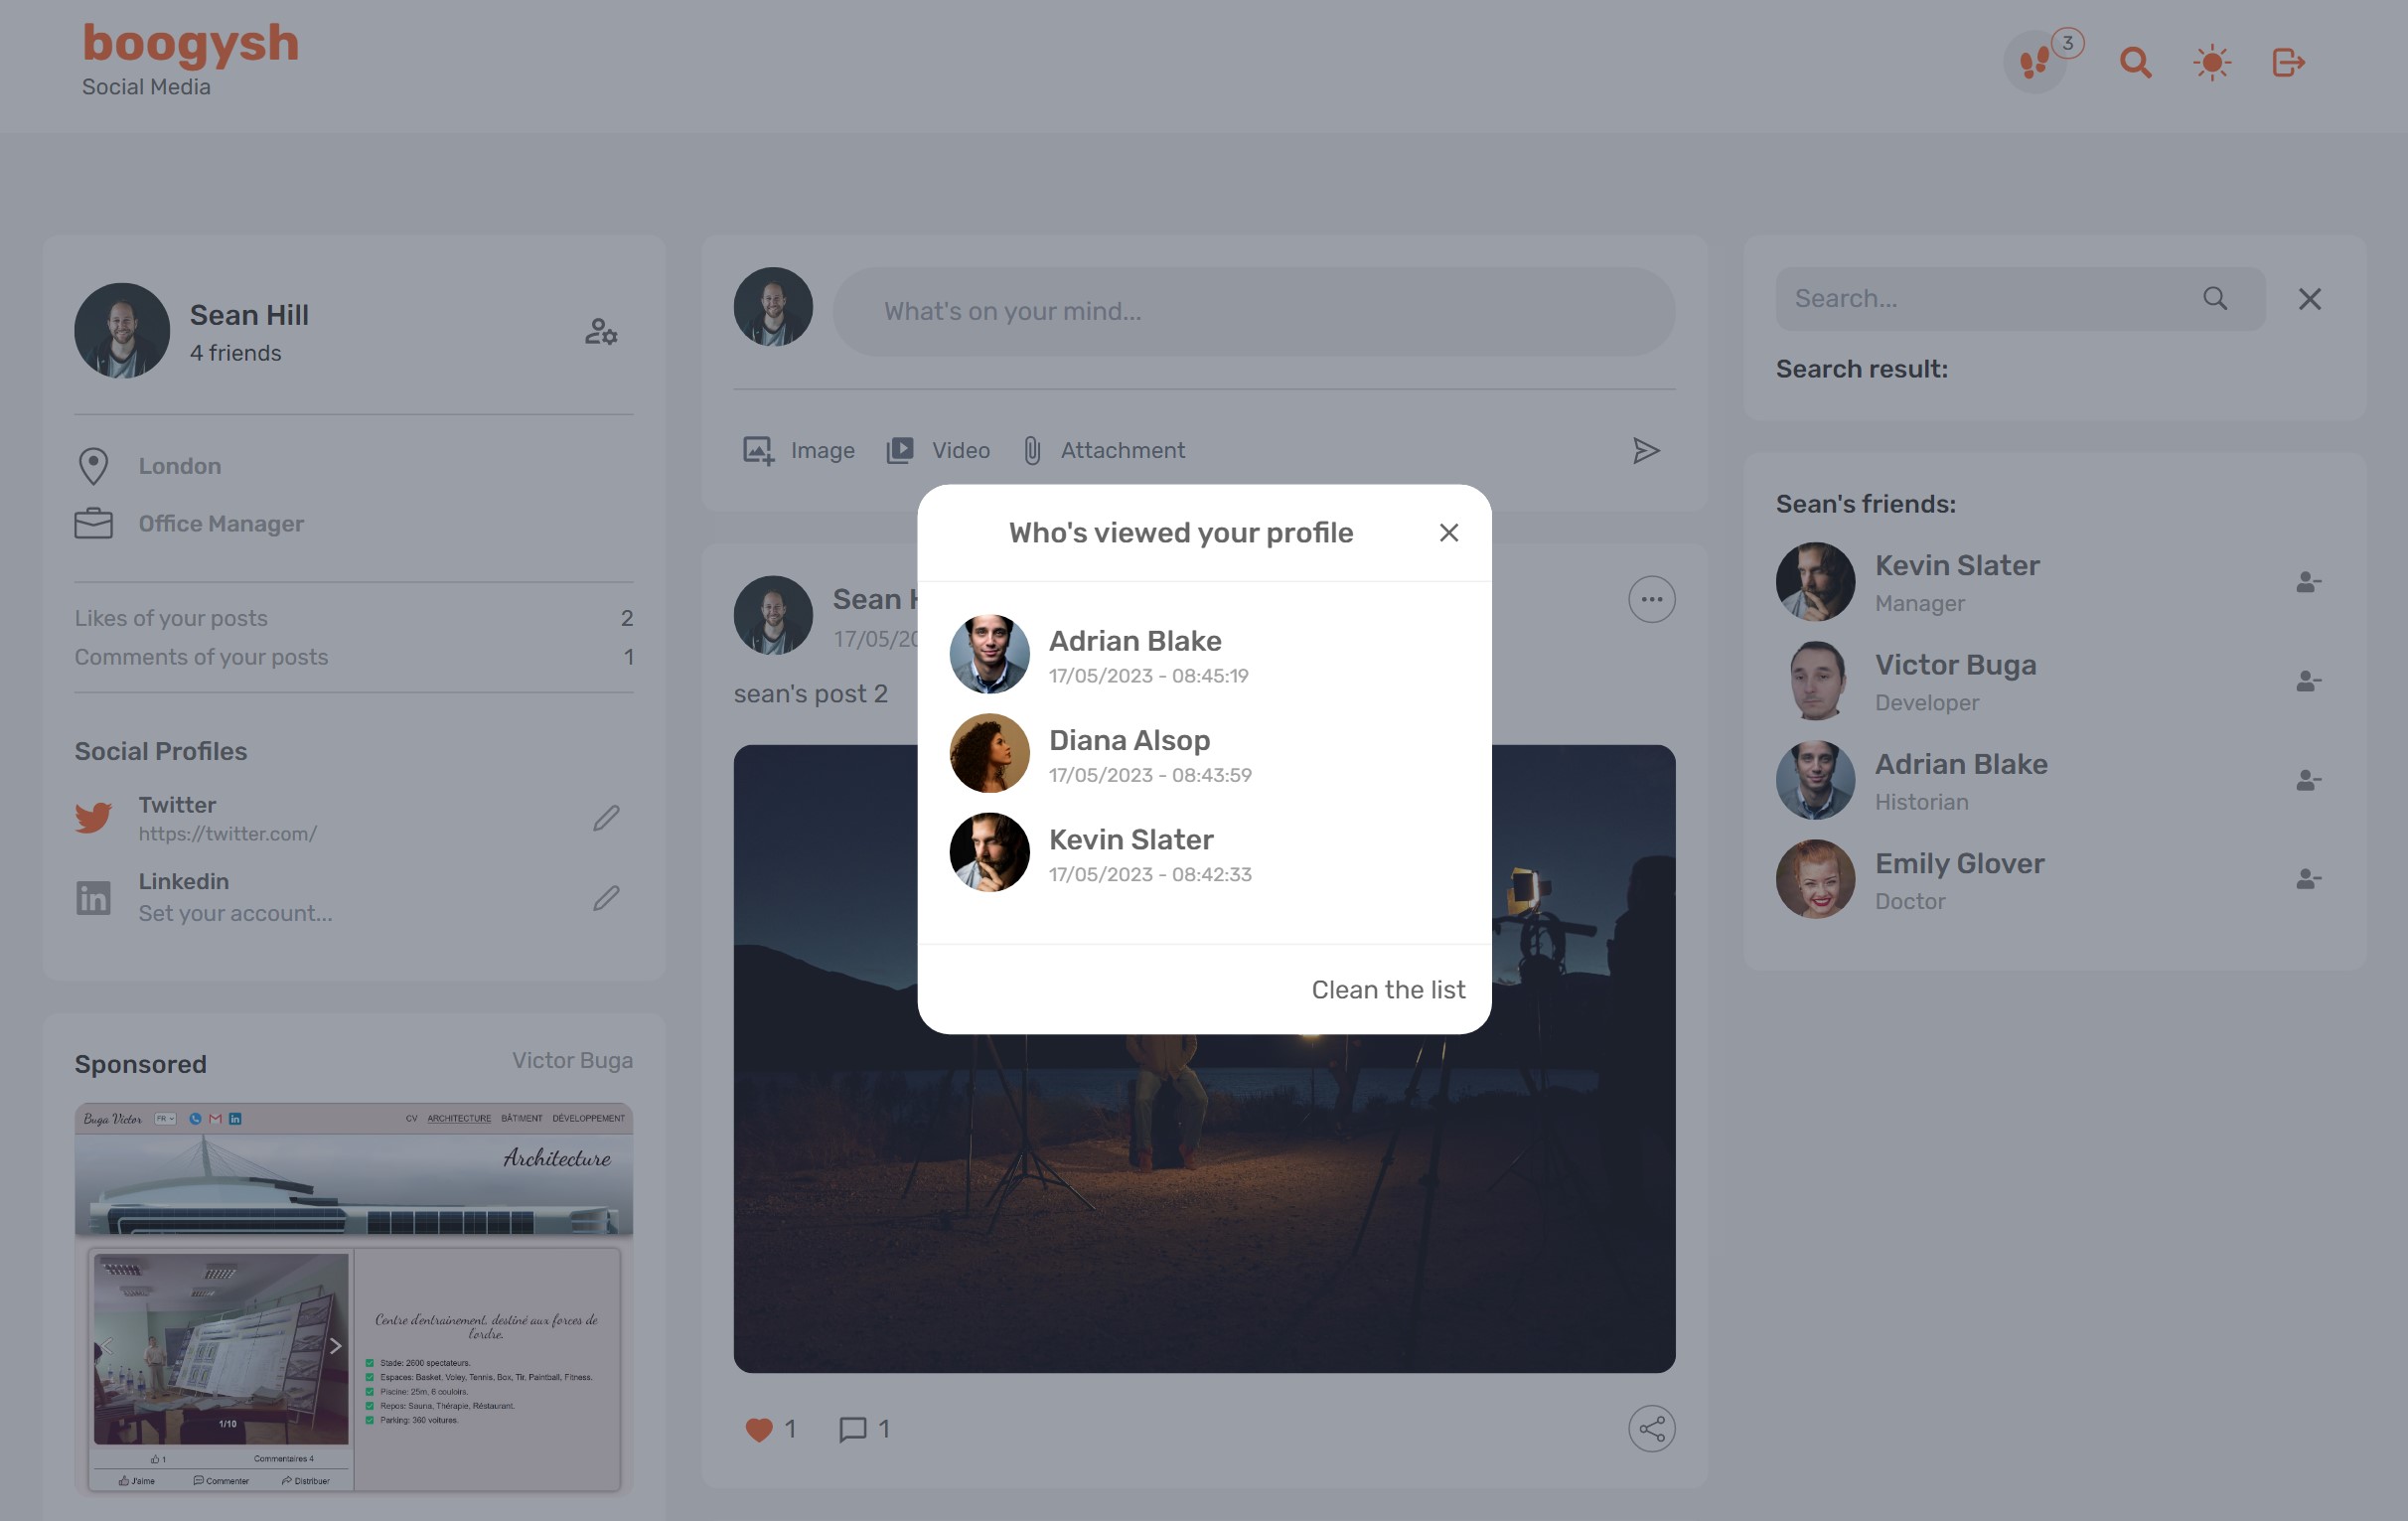 boogysh
Social Media
3
Sean Hill
4 friends
London
Office Manager
Likes of your posts 2
Comments of your posts 1
Social Profiles
Twitter
https://twitter.com/
Linkedin
Set your account...
Sponsored Victor Buga
Buga Victor FR CV ARCHITECTURE BÂTIMENT DÉVELOPPEMENT
Architecture
Centre d'entrainement, destiné aux forces de
l'ordre.
Stade: 2600 spectateurs.
Espaces: Basket, Voley, Tennis, Box, Tir, Paintball, Fitness.
Piscine: 25m, 6 couloirs.
Repos: Sauna, Thérapie, Réstaurant.
Parking: 360 voitures.
1/10
1 Commentaires 4
J'aime Commenter Distribuer
What's on your mind...
Image Video Attachment
Sean H
17/05/20
sean's post 2
1 1
Who's viewed your profile
Adrian Blake
17/05/2023 - 08:45:19
Diana Alsop
17/05/2023 - 08:43:59
Kevin Slater
17/05/2023 - 08:42:33
Clean the list
Search...
Search result:
Sean's friends:
Kevin Slater
Manager
Victor Buga
Developer
Adrian Blake
Historian
Emily Glover
Doctor